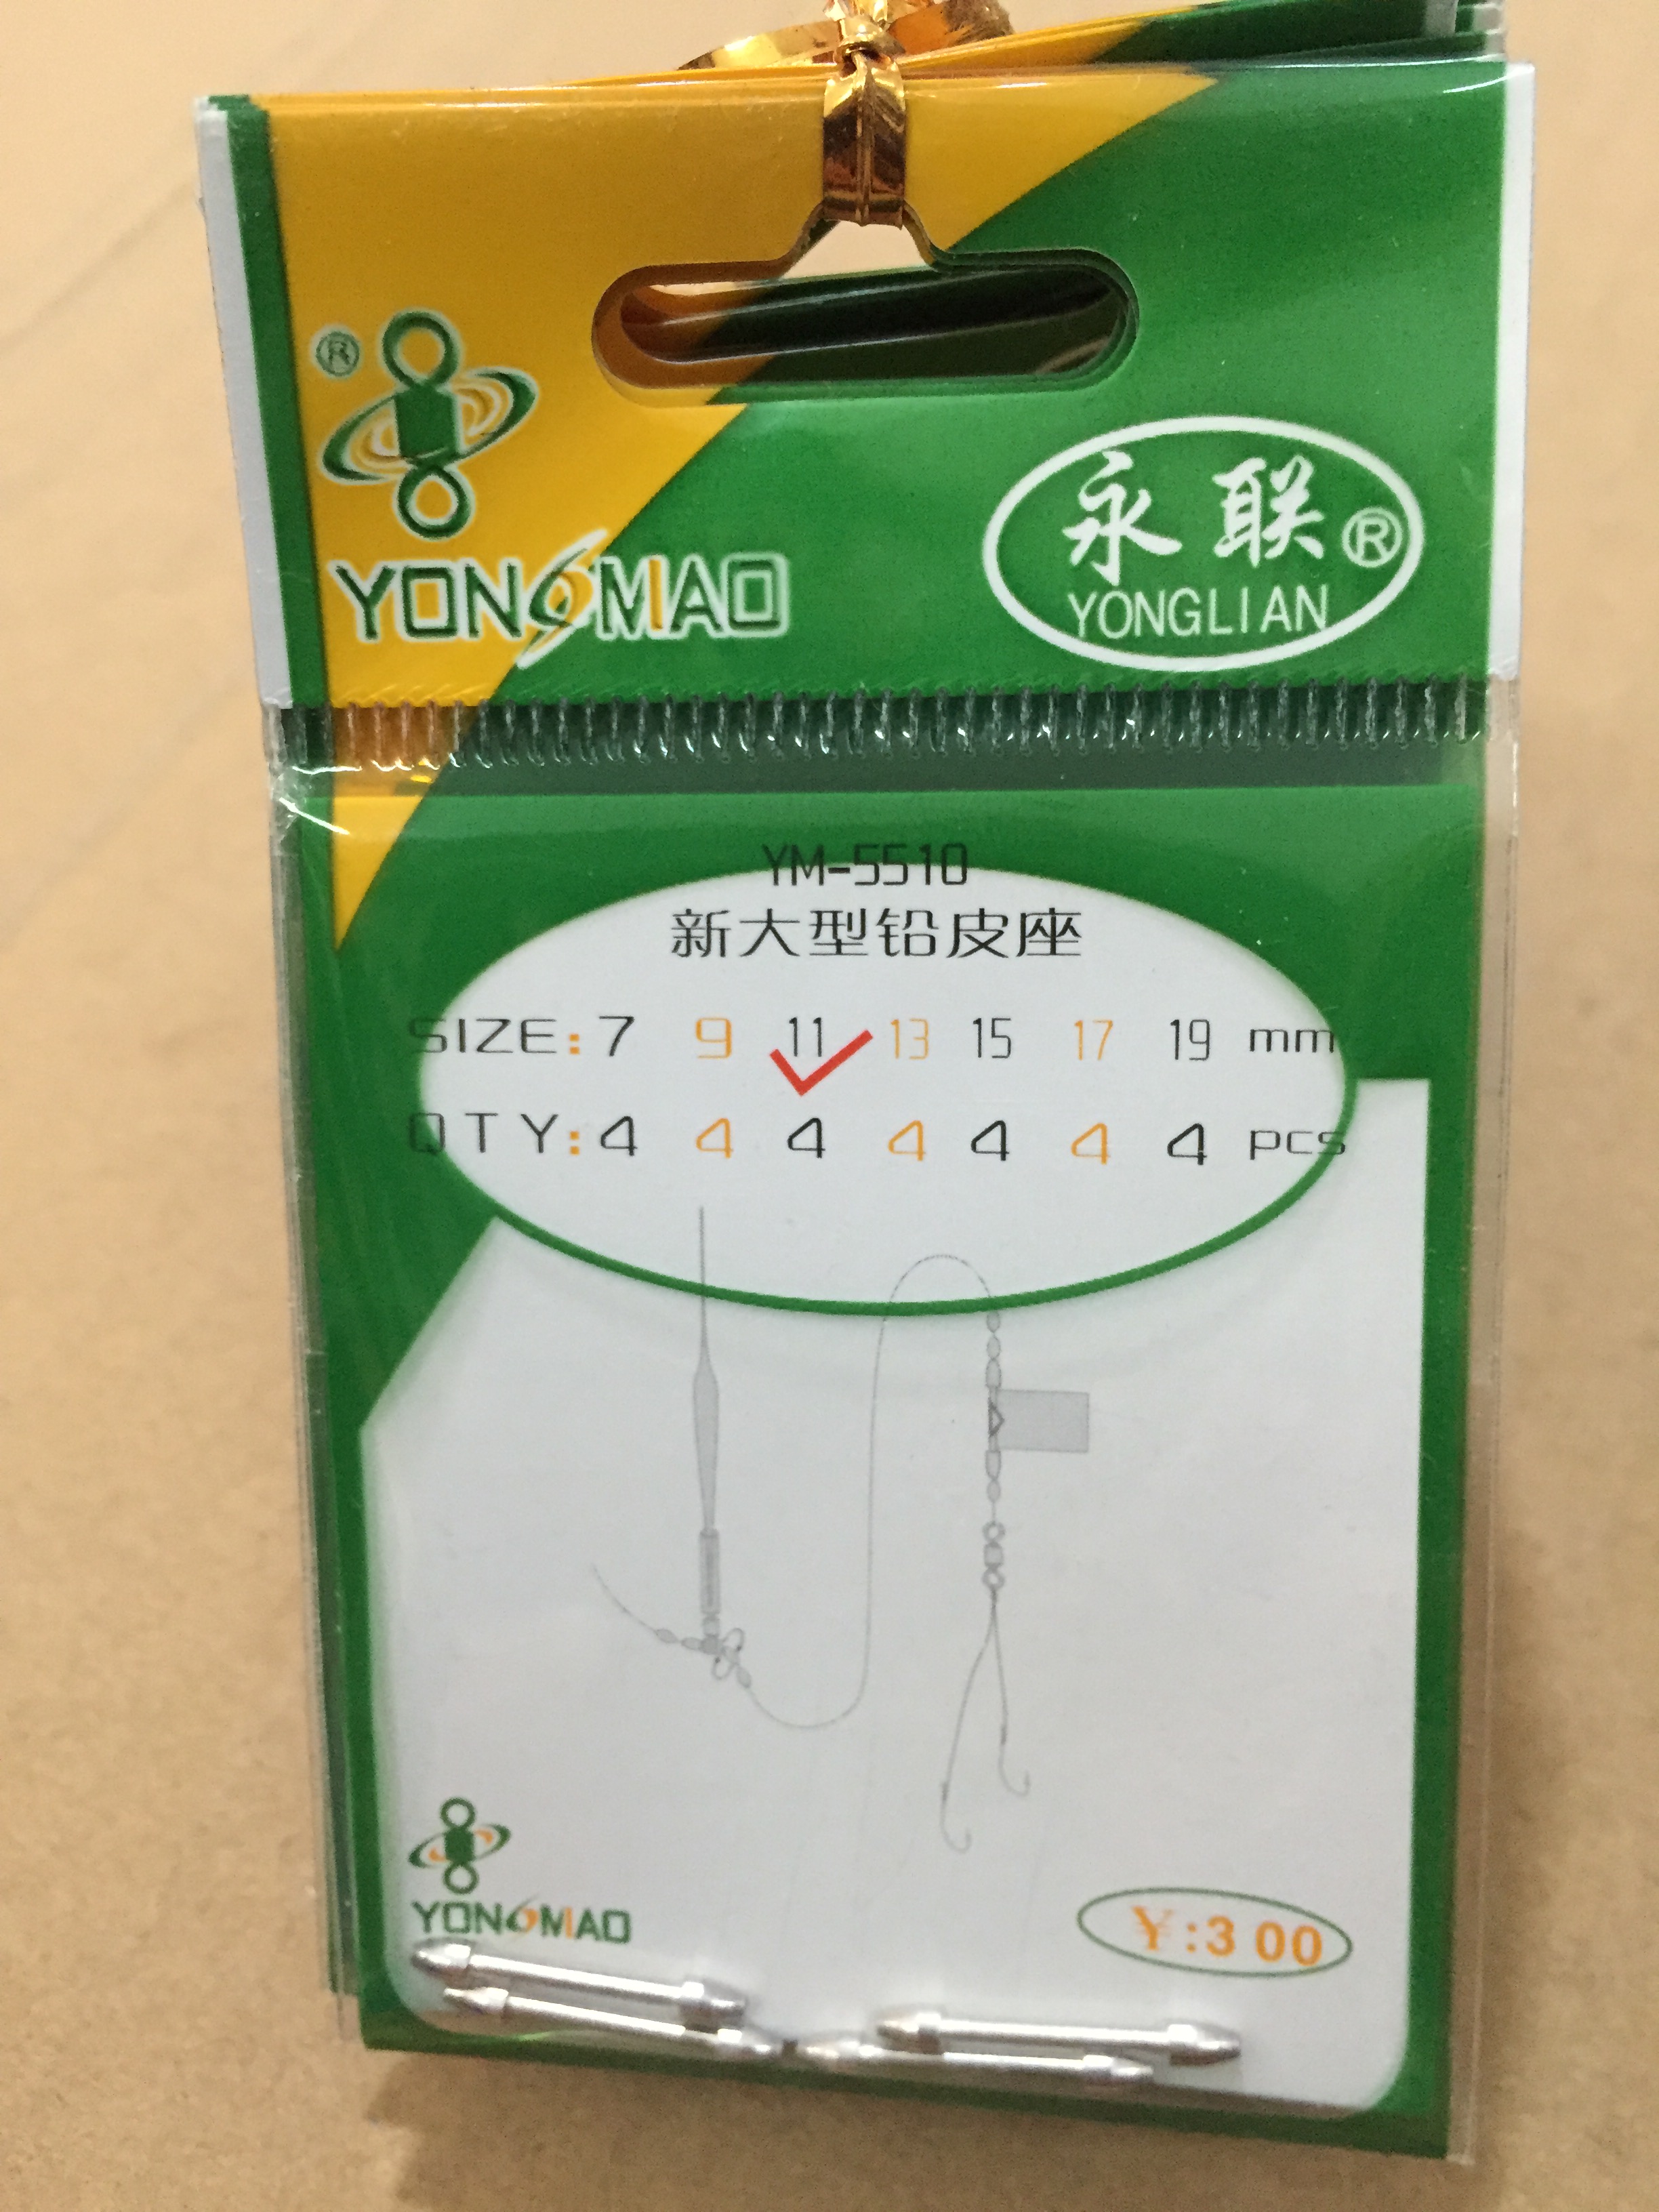 ®
YONGMAO
永联®
YONGLIAN
YM-5510
新大型铅皮座
SIZE: 7 9 11 13 15 17 19 mm
QTY: 4 4 4 4 4 4 4 pcs
YONGMAO
¥:3 00